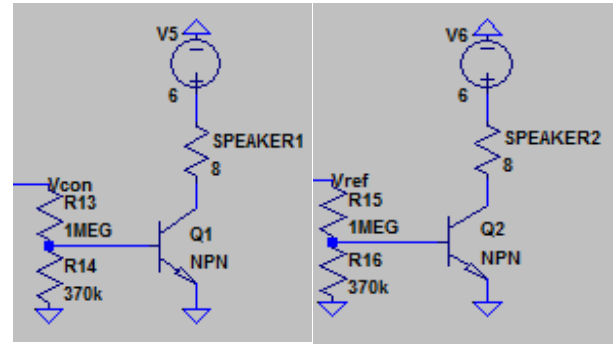 V5
6
SPEAKER1
8
Vcon
R13
1MEG
Q1
R14
NPN
370k
V6
6
SPEAKER2
8
Vref
R15
1MEG
Q2
R16
NPN
370k